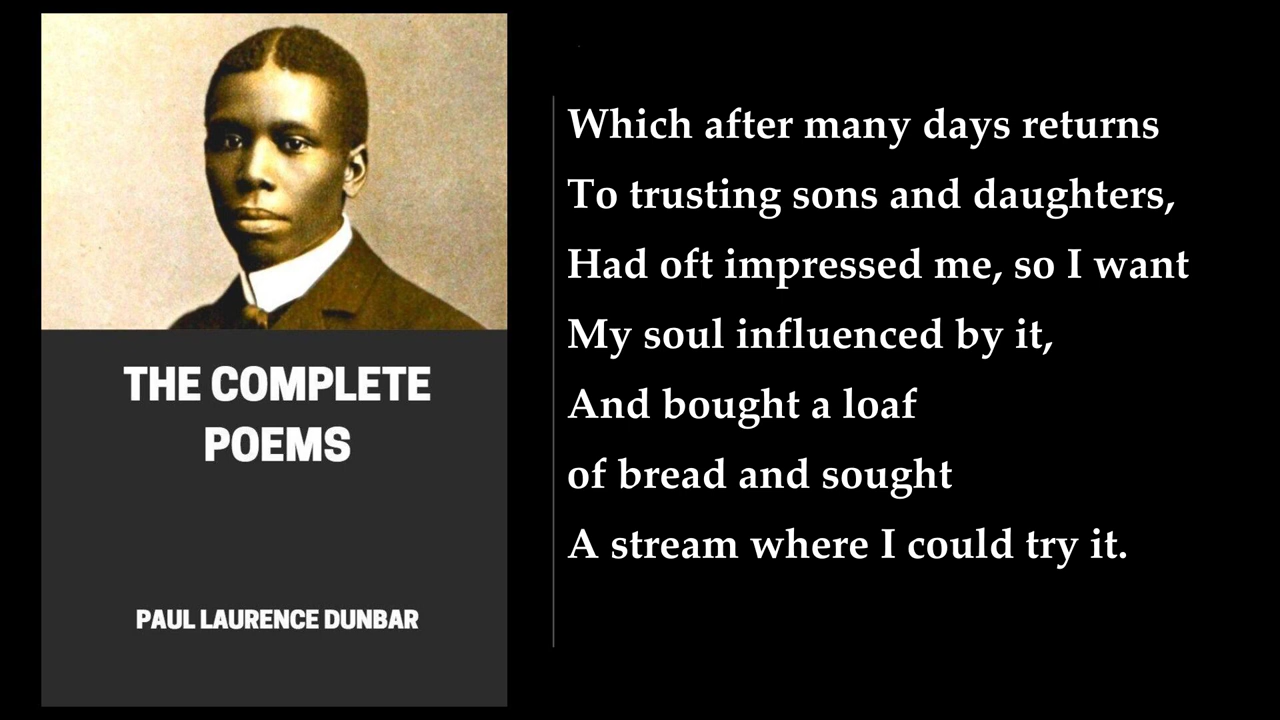 THE COMPLETE
POEMS
PAUL LAURENCE DUNBAR
Which after many days returns
To trusting sons and daughters,
Had oft impressed me, so I want
My soul influenced by it,
And bought a loaf
of bread and sought
A stream where I could try it.